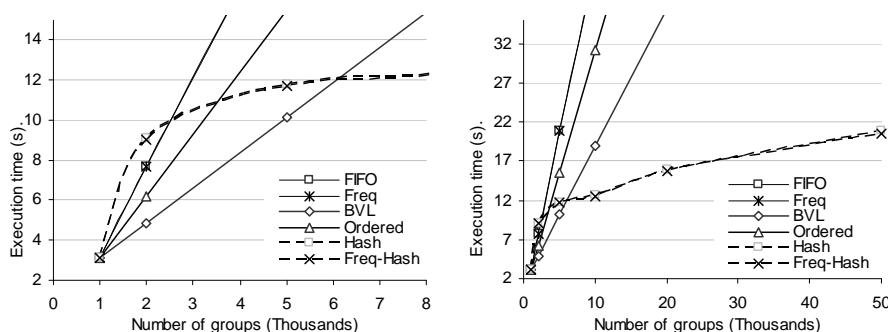 Execution time (s).
14
12
10
8
6
4
2
FIFO
Freq
BVL
Ordered
Hash
Freq-Hash
0 1 2 3 4 5 6 7 8
Number of groups (Thousands)
Execution time (s).
32
27
22
17
12
7
2
FIFO
Freq
BVL
Ordered
Hash
Freq-Hash
0 10 20 30 40 50
Number of groups (Thousands)